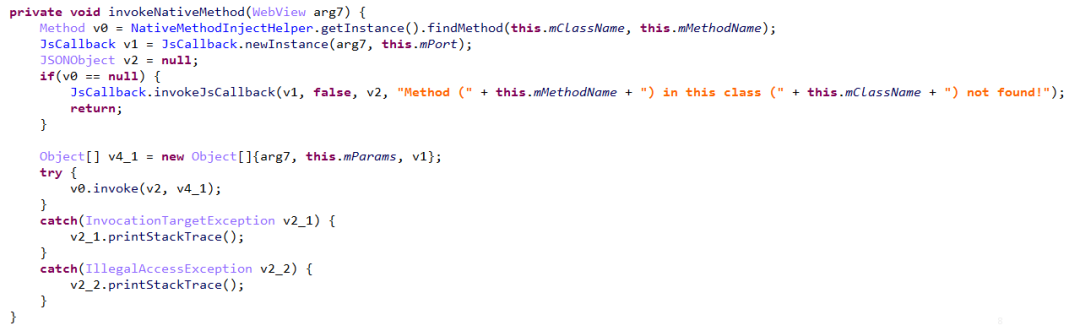 private void invokeNativeMethod(WebView arg7) {
    Method v0 = NativeMethodInjectHelper.getInstance().findMethod(this.mClassName, this.mMethodName);
    JsCallback v1 = JsCallback.newInstance(arg7, this.mPort);
    JSONObject v2 = null;
    if(v0 == null) {
        JsCallback.invokeJsCallback(v1, false, v2, "Method (" + this.mMethodName + ") in this class (" + this.mClassName + ") not found!");
        return;
    }

    Object[] v4_1 = new Object[]{arg7, this.mParams, v1};
    try {
        v0.invoke(v2, v4_1);
    }
    catch(InvocationTargetException v2_1) {
        v2_1.printStackTrace();
    }
    catch(IllegalAccessException v2_2) {
        v2_2.printStackTrace();
    }
}